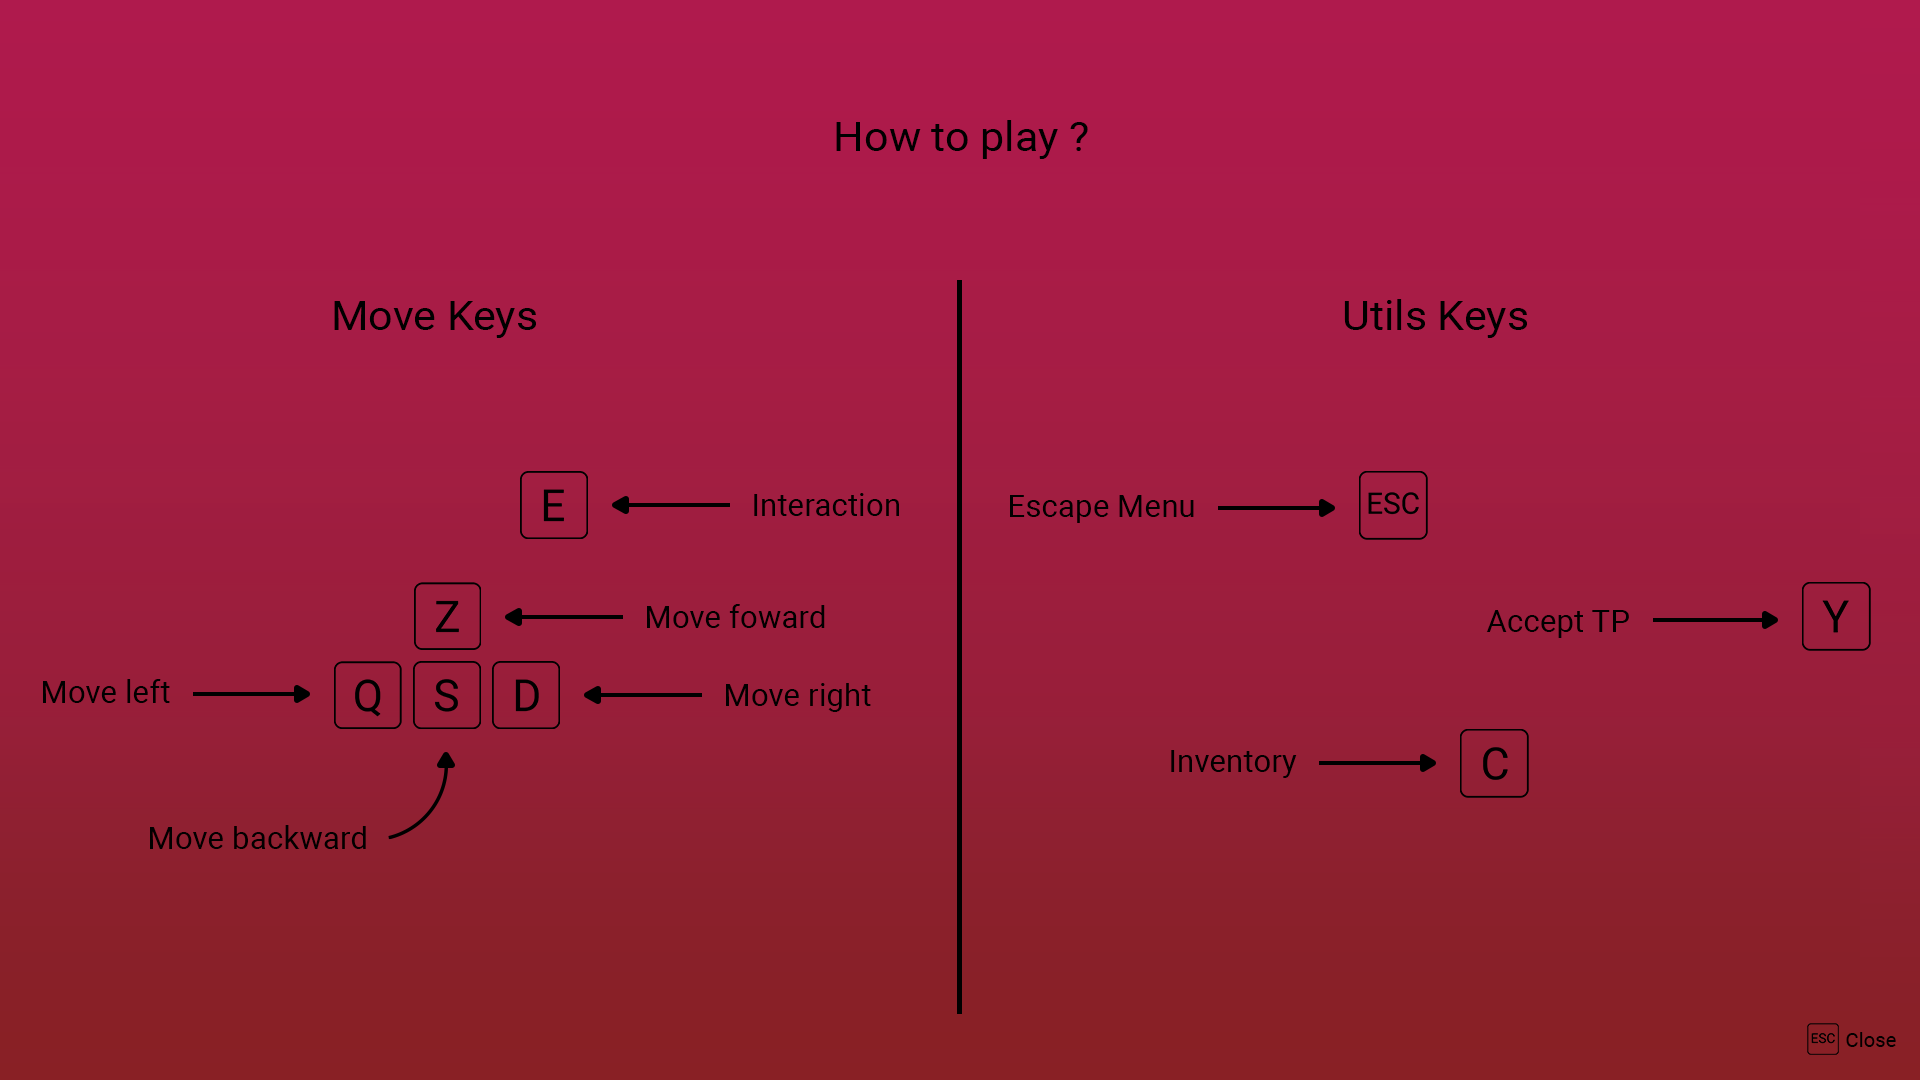 How to play ?
Move Keys
E
Interaction
Z
Move foward
Move left
Q
S
D
Move right
Move backward
Utils Keys
Escape Menu
ESC
Accept TP
Y
Inventory
C
ESC Close